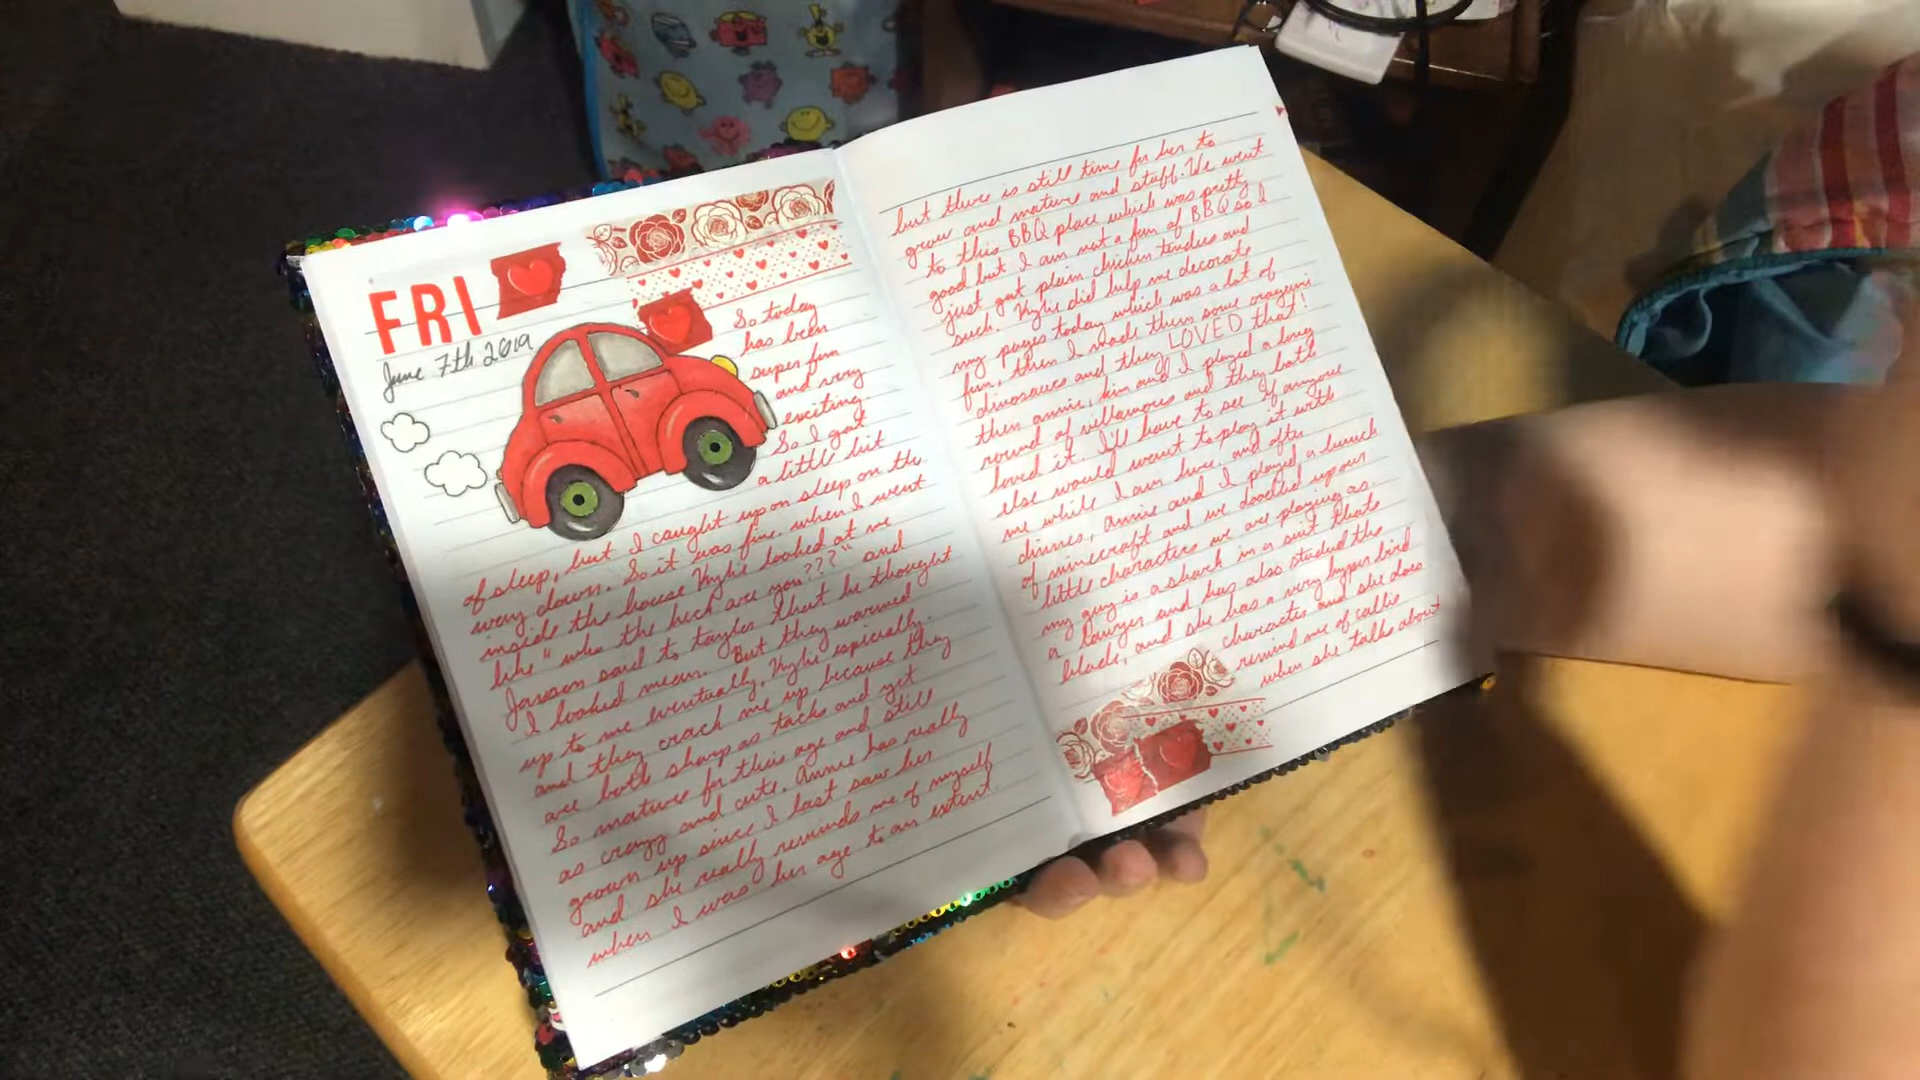 FRI
June 7th 2019
So today
has been
super fun
and very
exciting.
So I got
a little bit
of sleep, but I caught up on sleep on the
way down. So it was fine. when I went
inside the house Kylie looked at me
like "who the heck are you???" and
Jaxson said to Taylor that he thought
I looked mean. But they warmed
up to me eventually, Kylie especially.
and they crack me up because they
are both sharp as tacks and yet
So mature for their age and still
as crazy and cute. Annie has really
grown up since I last saw her
and she really reminds me of myself
when I was her age to an extent.
but there is still time for her to
grow and mature and stuff. We went
to this BBQ place which was pretty
good but I am not a fan of BBQ so I
just got plain chicken tendies and
such. Kylie did help me decorate
my pages today which was a lot of
fun, then I made them some origami
dinosaurs and they LOVED that!
then annie, kim and I played a long
round of villainous and they both
loved it. I'll have to see if anyone
else would want to play it with
me while I am here. and after
dinner, annie and I played a bunch
of minecraft and we doodled up our
little characters we are playing as.
my guy is a shark in a suit thats
a lawyer and has also studied the
blade, and she has a very hyper bird
character and she does
remind me of callie
when she talks about